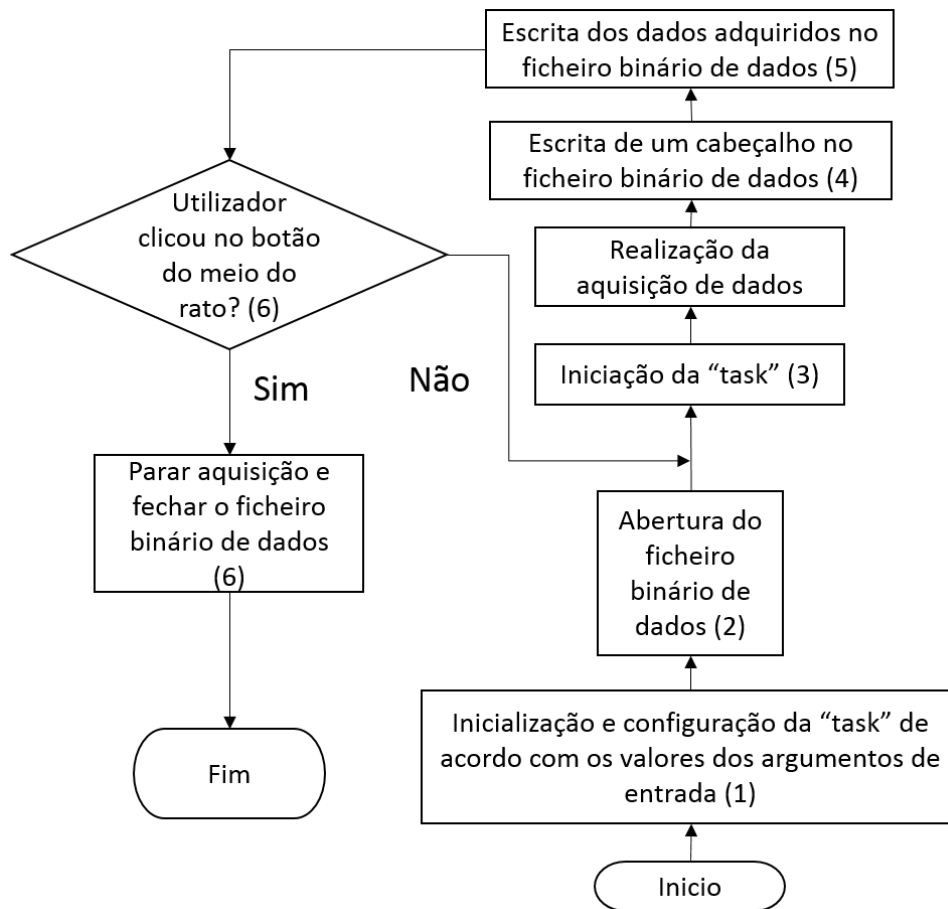 Escrita dos dados adquiridos no
ficheiro binário de dados (5)
Escrita de um cabeçalho no
ficheiro binário de dados (4)
Utilizador
clicou no botão
do meio do
rato? (6)
Realização da
aquisição de dados
Sim
Não
Iniciação da “task” (3)
Parar aquisição e
fechar o ficheiro
binário de dados
(6)
Abertura do
ficheiro
binário de
dados (2)
Inicialização e configuração da “task” de
acordo com os valores dos argumentos de
entrada (1)
Fim
Inicio